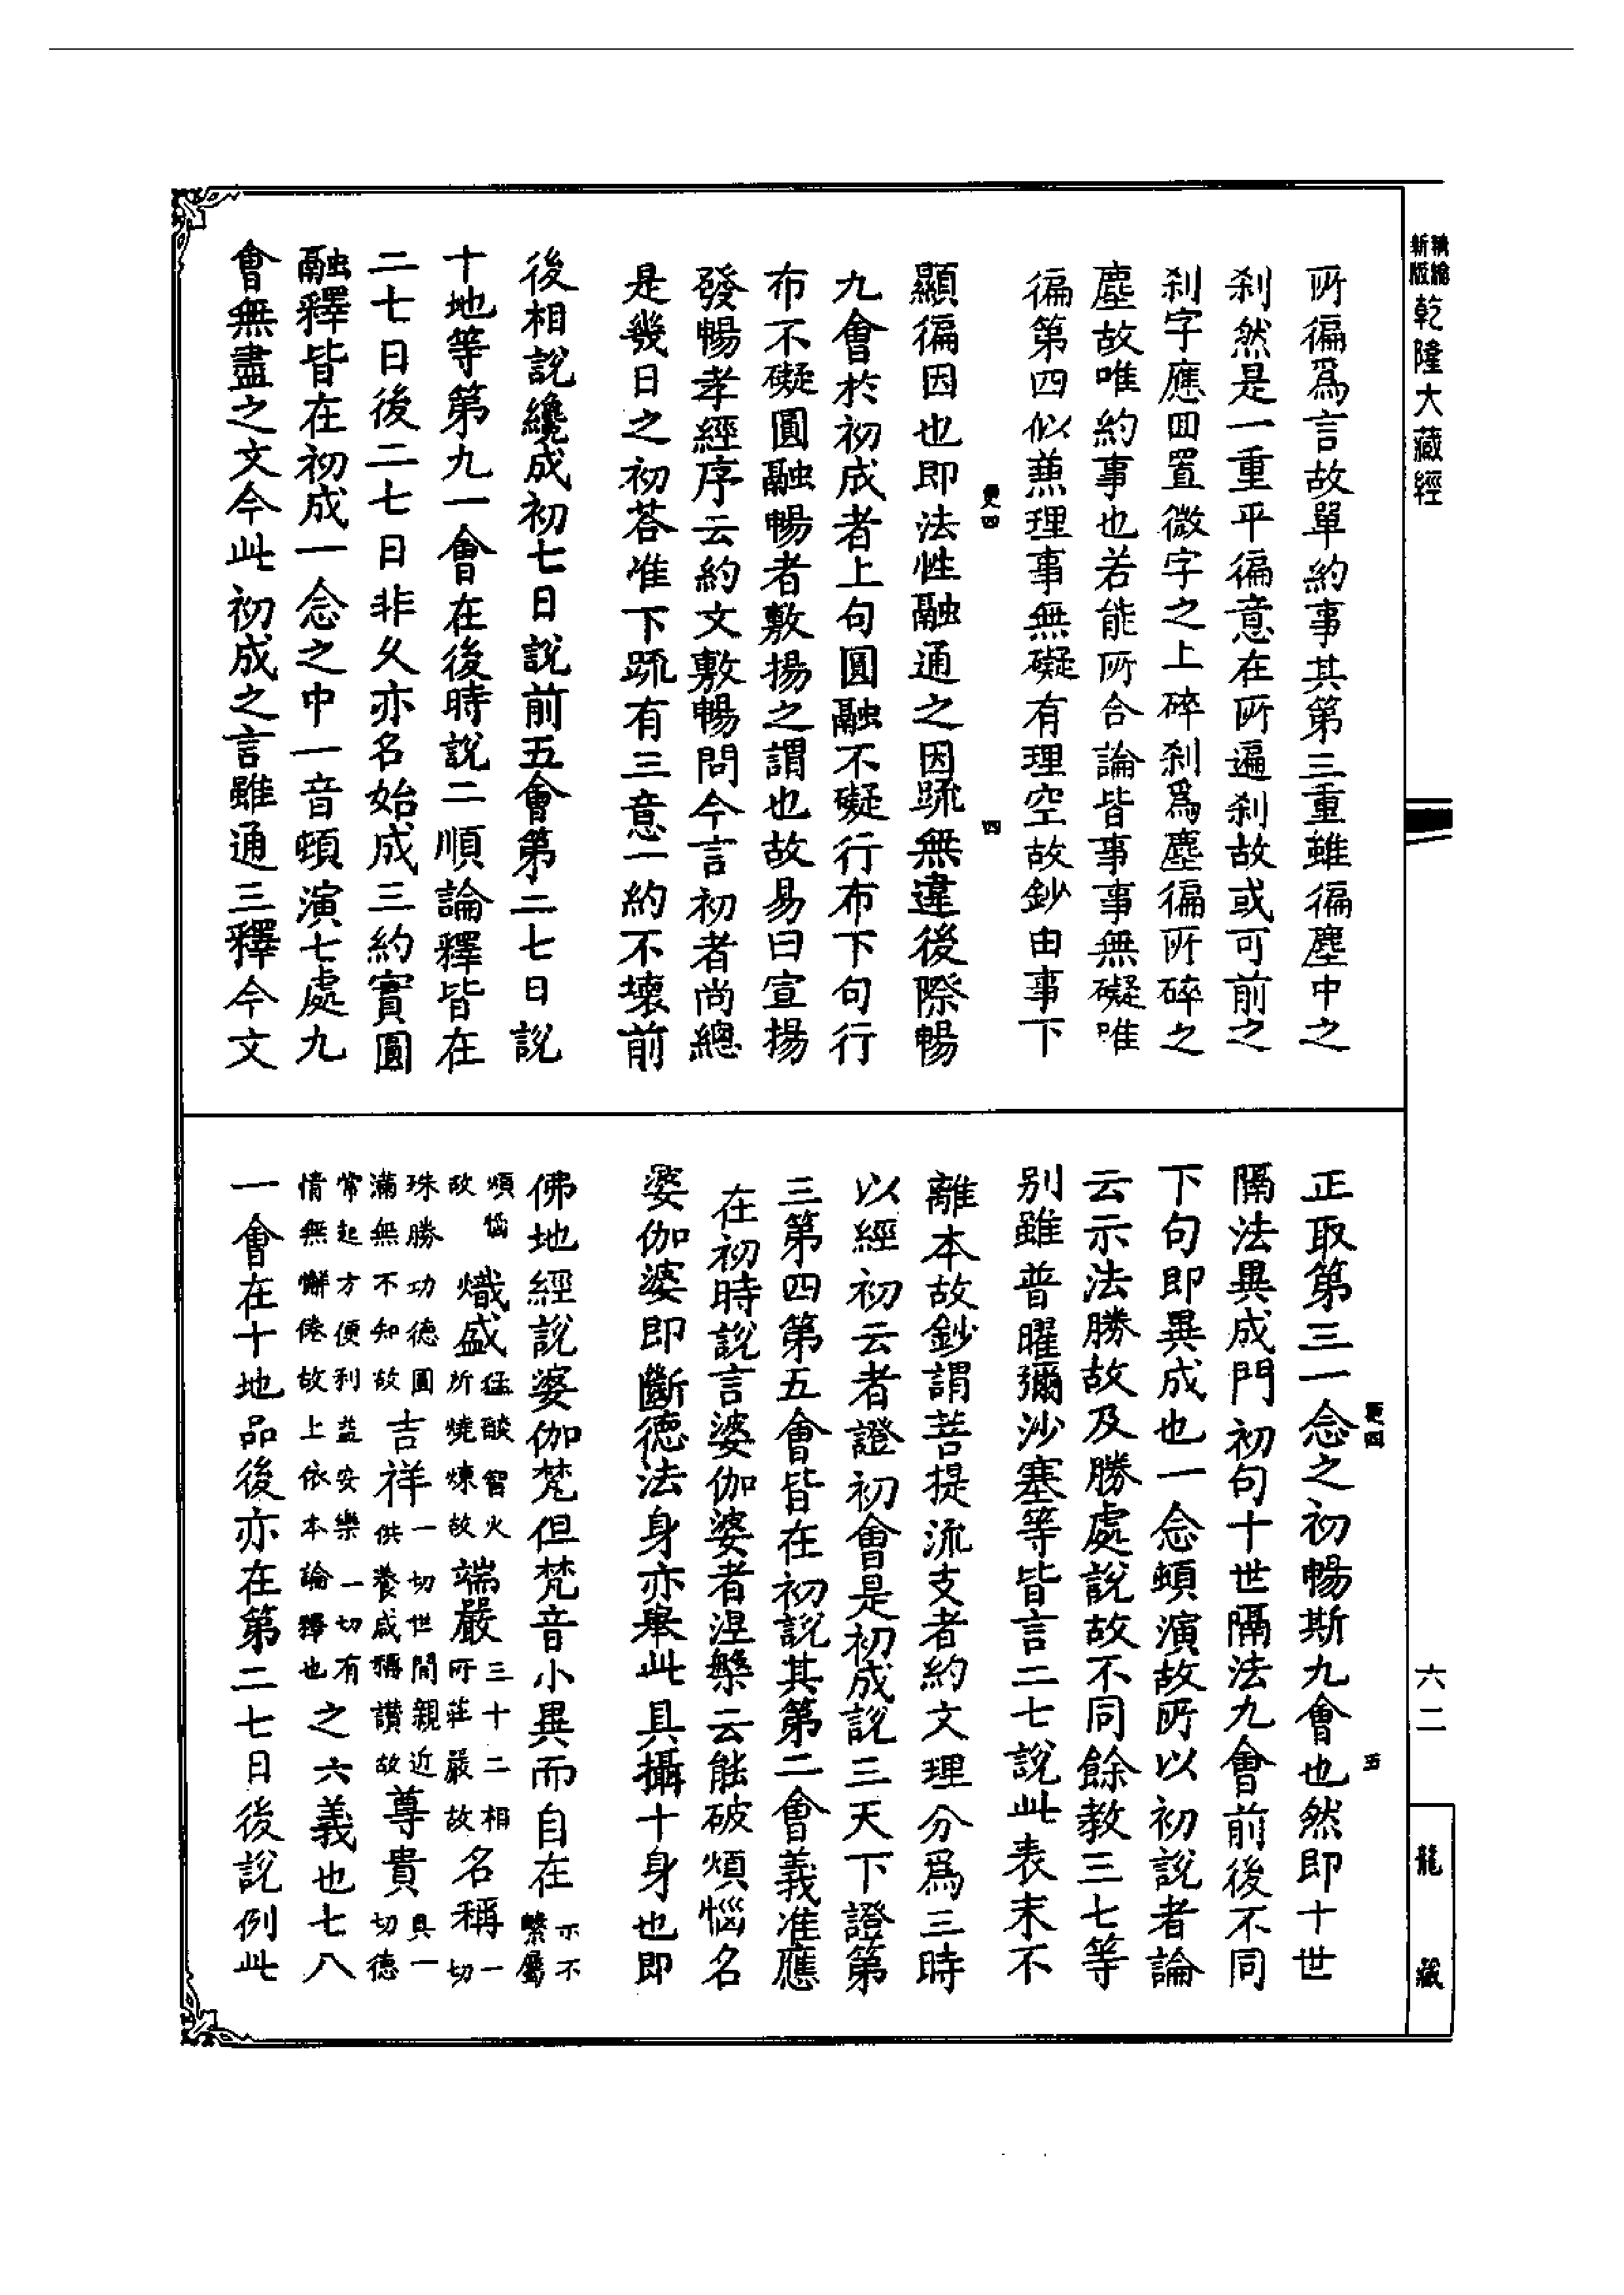 新版精繪乾隆大藏經
所徧爲言故單約事其第三重雖徧塵中之
刹然是一重平徧意在所遍刹故或可前之
刹字應回置微字之上碎刹爲塵徧所碎之
塵故唯約事也若能所合論皆事事無礙唯
徧第四似䕭理事無礙有理空故鈔由事下
更四
四
顯徧因也即法性融通之因䟽無違後際暢
九會於初成者上句圓融不礙行布下句行
布不礙圓融暢者敷揚之謂也故易曰宣揚
發暢孝經序云約文敷暢問今言初者尚總
是幾日之初荅准下䟽有三意一約不壞前
後相說纔成初七日說前五會第二七日說
十地等第九一會在後時說二順論釋皆在
二七日後二七日非久亦名始成三約實圓
融釋皆在初成一念之中一音頓演七處九
會無盡之文今此初成之言雖通三釋今文
更四
五
正取第三一念之初暢斯九會也然即十世
隔法異成門初句十世隔法九會前後不同
下句即異成也一念頓演故所以初說者論
云示法勝故及勝處說故不同餘教三七等
別雖普曜彌沙塞等皆言二七說此表末不
離本故鈔謂菩提流支者約文理分爲三時
以經初云者證初會是初成說三天下證第
三第四第五會皆在初說其第二會義准應
在初時說言婆伽婆者涅槃云能破煩惱名
婆伽婆即斷德法身亦舉此具攝十身也即
佛地經說婆伽梵但梵音小異而自在亦不繫屬
煩惱故熾盛猛𦦨智火所燒煉故端嚴三十二相所莊嚴故名稱一切
珠勝功德圓滿無不知故吉祥一切世間親近供養咸稱讚故尊貴具一切德
常起方便利益安樂一切有情無懈倦故上依本論釋也之六義也七八
一會在十地品後亦在第二七日後說例此
六二
龍藏